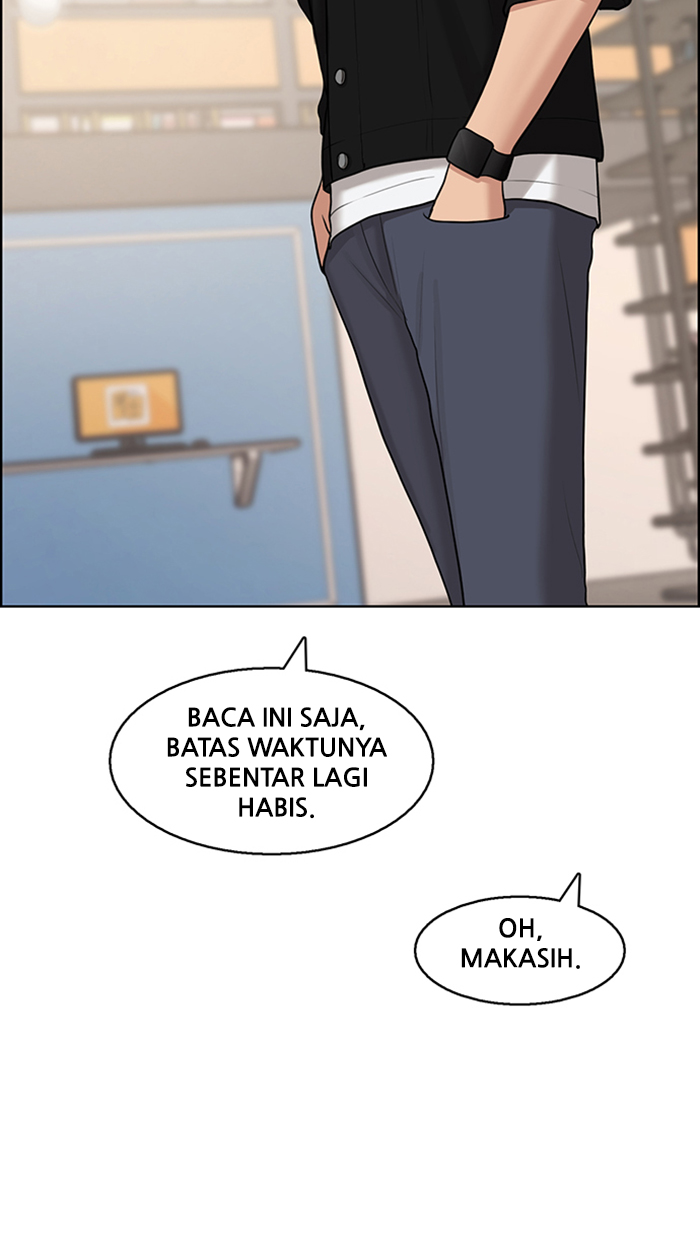 BACA INI SAJA,
BATAS WAKTUNYA
SEBENTAR LAGI
HABIS.
OH,
MAKASIH.